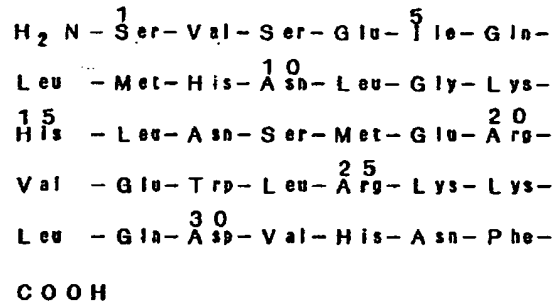 1 5
H₂N-Ser-Val-Ser-Glu-Ile-Gln-
10
Leu-Met-His-Asn-Leu-Gly-Lys-
15 20
His-Leu-Asn-Ser-Met-Glu-Arg-
25
Val-Glu-Trp-Leu-Arg-Lys-Lys-
30
Leu-Gln-Asp-Val-His-Asn-Phe-
COOH